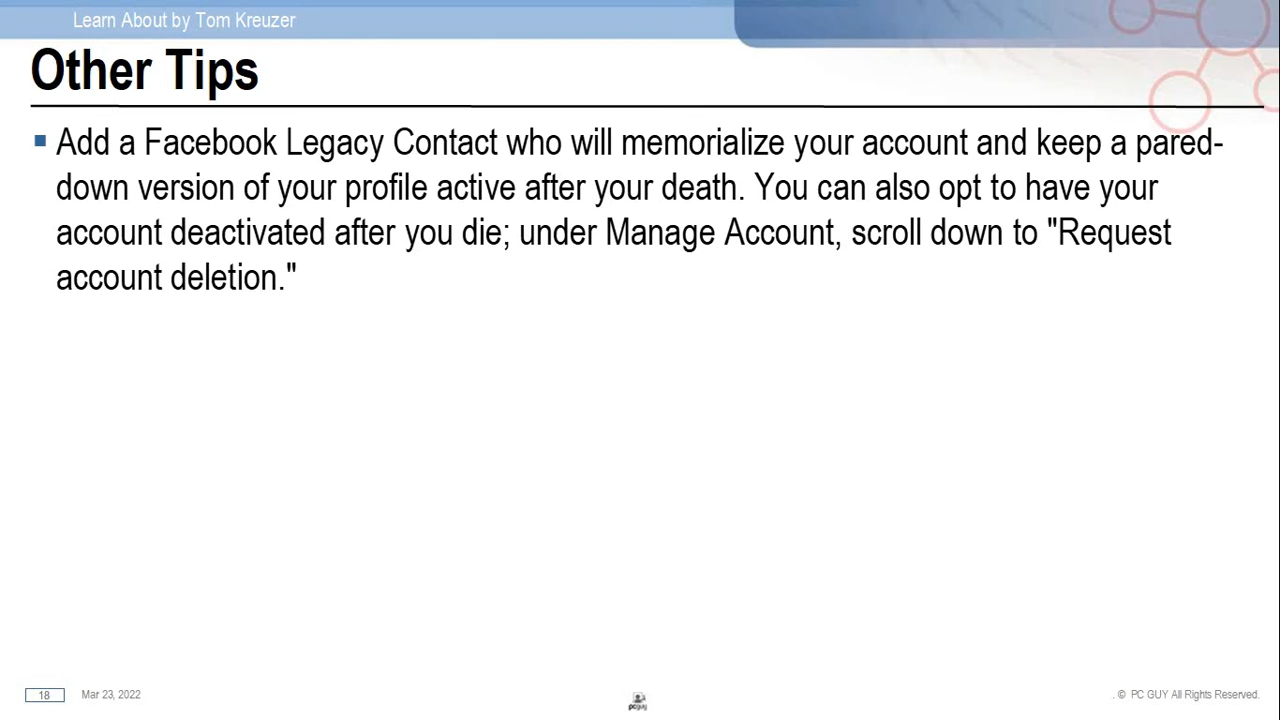 Learn About by Tom Kreuzer
Other Tips
▪ Add a Facebook Legacy Contact who will memorialize your account and keep a pared-
down version of your profile active after your death. You can also opt to have your
account deactivated after you die; under Manage Account, scroll down to "Request
account deletion."
18 Mar 23, 2022
pcguy
. © PC GUY All Rights Reserved.